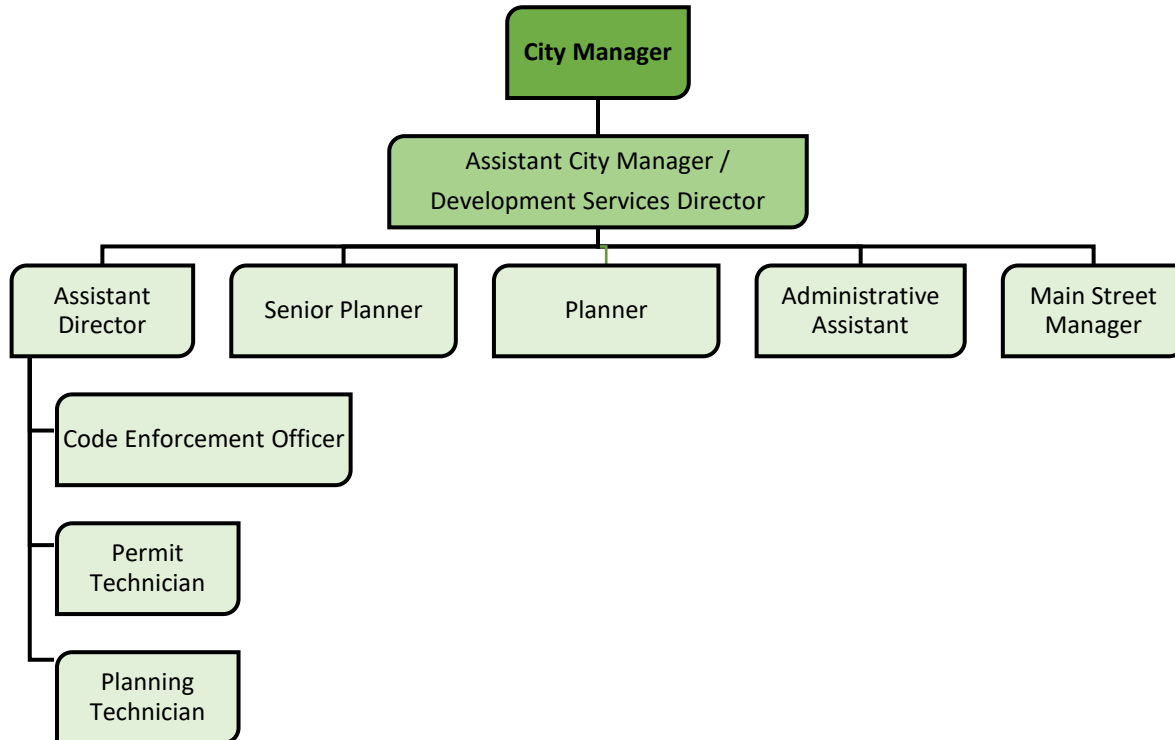 City Manager
Assistant City Manager /
Development Services Director
Assistant
Director
Senior Planner
Planner
Administrative
Assistant
Main Street
Manager
Code Enforcement Officer
Permit
Technician
Planning
Technician